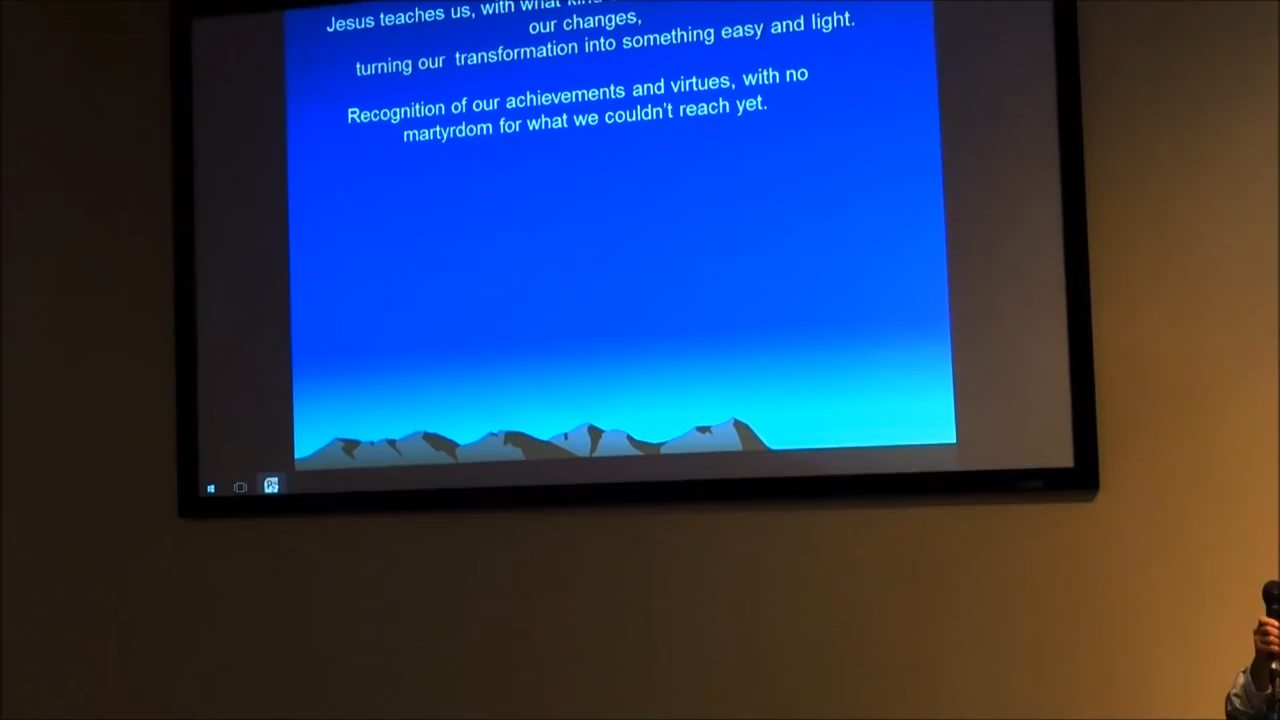 Jesus teaches us, with what
our changes,
turning our transformation into something easy and light.
Recognition of our achievements and virtues, with no
martyrdom for what we couldn't reach yet.